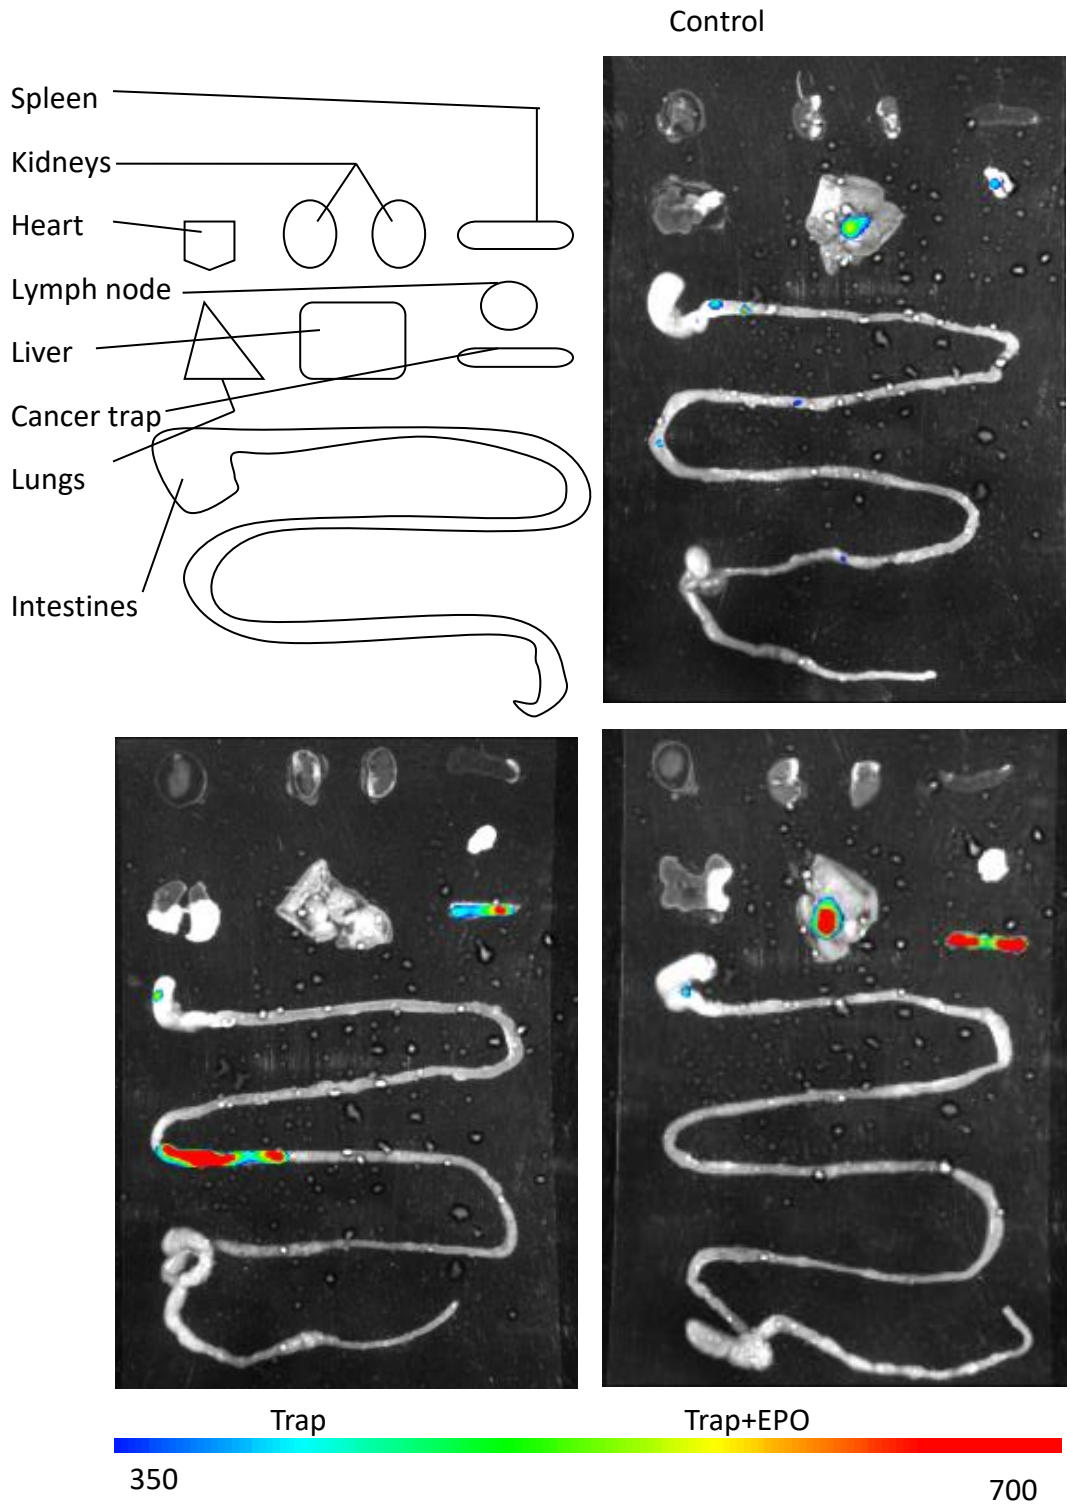 Control
Spleen
Kidneys
Heart
Lymph node
Liver
Cancer trap
Lungs
Intestines
Trap
Trap+EPO
350
700